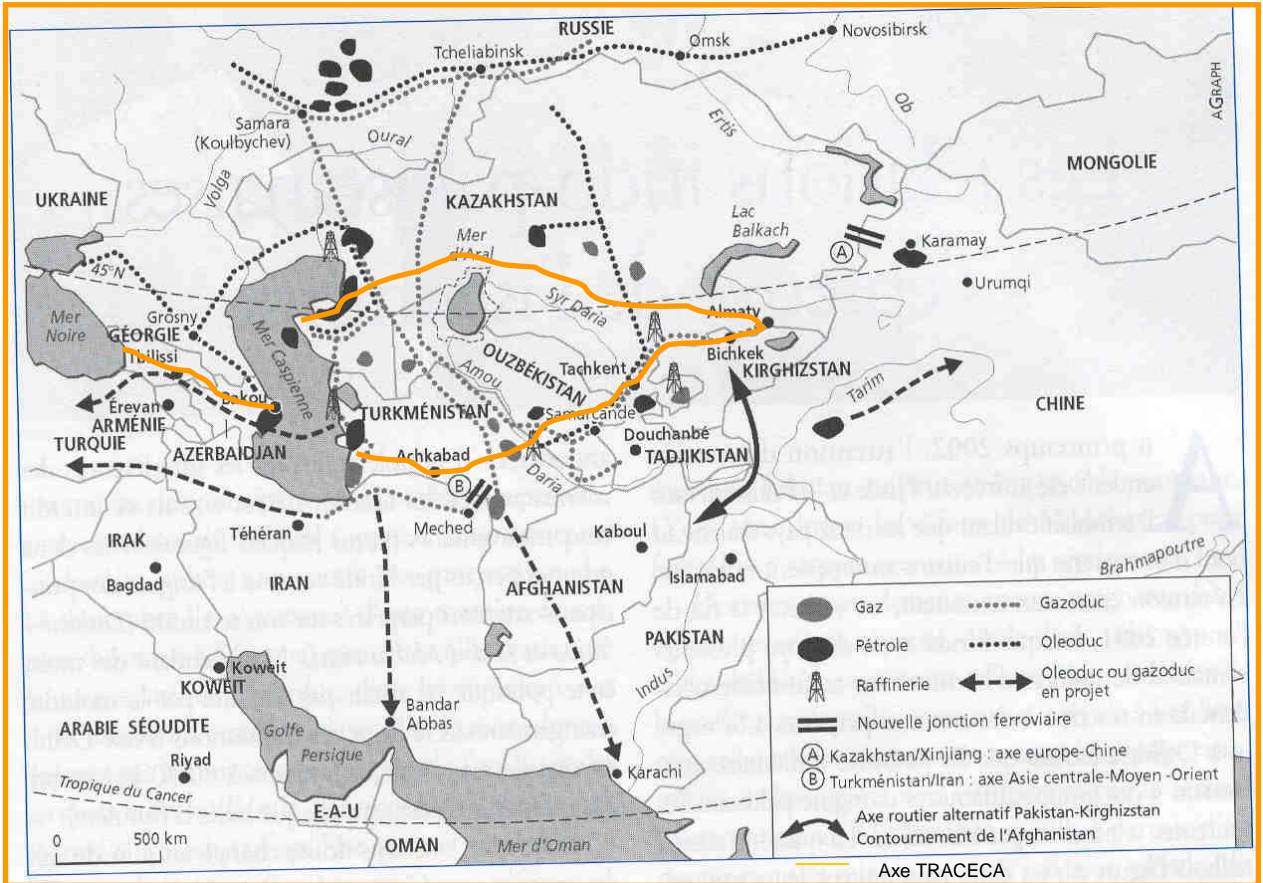 RUSSIE
Novosibirsk
Omsk
Tcheliabinsk
AGRAPH
Samara
(Koulbychev)
Oural
Ertis
Ob
MONGOLIE
Volga
UKRAINE
KAZAKHSTAN
Lac
Balkach
Mer
d'Aral
A
Karamay
Urumqi
45°N
Syr Daria
Almaty
Mer
Noire
Grosny
GÉORGIE
Tbilissi
Mer Caspienne
OUZBÉKISTAN
Amou
Tachkent
Bichkek
KIRGHIZSTAN
Tarim
Bakou
Samarcande
CHINE
Érevan
ARMÉNIE
TURKMÉNISTAN
TURQUIE
AZERBAIDJAN
Achkabad
Daria
Douchanbé
TADJIKISTAN
B
Meched
Téhéran
Kaboul
IRAK
Bagdad
IRAN
AFGHANISTAN
Islamabad
Brahmapoutre
PAKISTAN
Indus
Koweit
KOWEÏT
Bandar
Abbas
ARABIE SÉOUDITE
Golfe
Persique
Riyad
Karachi
Tropique du Cancer
E-A-U
0 500 km
OMAN
Mer d'Oman
Gaz
Gazoduc
Pétrole
Oléoduc
Raffinerie
Oléoduc ou gazoduc
en projet
Nouvelle jonction ferroviaire
A Kazakhstan/Xinjiang : axe europe-Chine
B Turkménistan/Iran : axe Asie centrale-Moyen -Orient
Axe routier alternatif Pakistan-Kirghizstan
Contournement de l'Afghanistan
Axe TRACECA